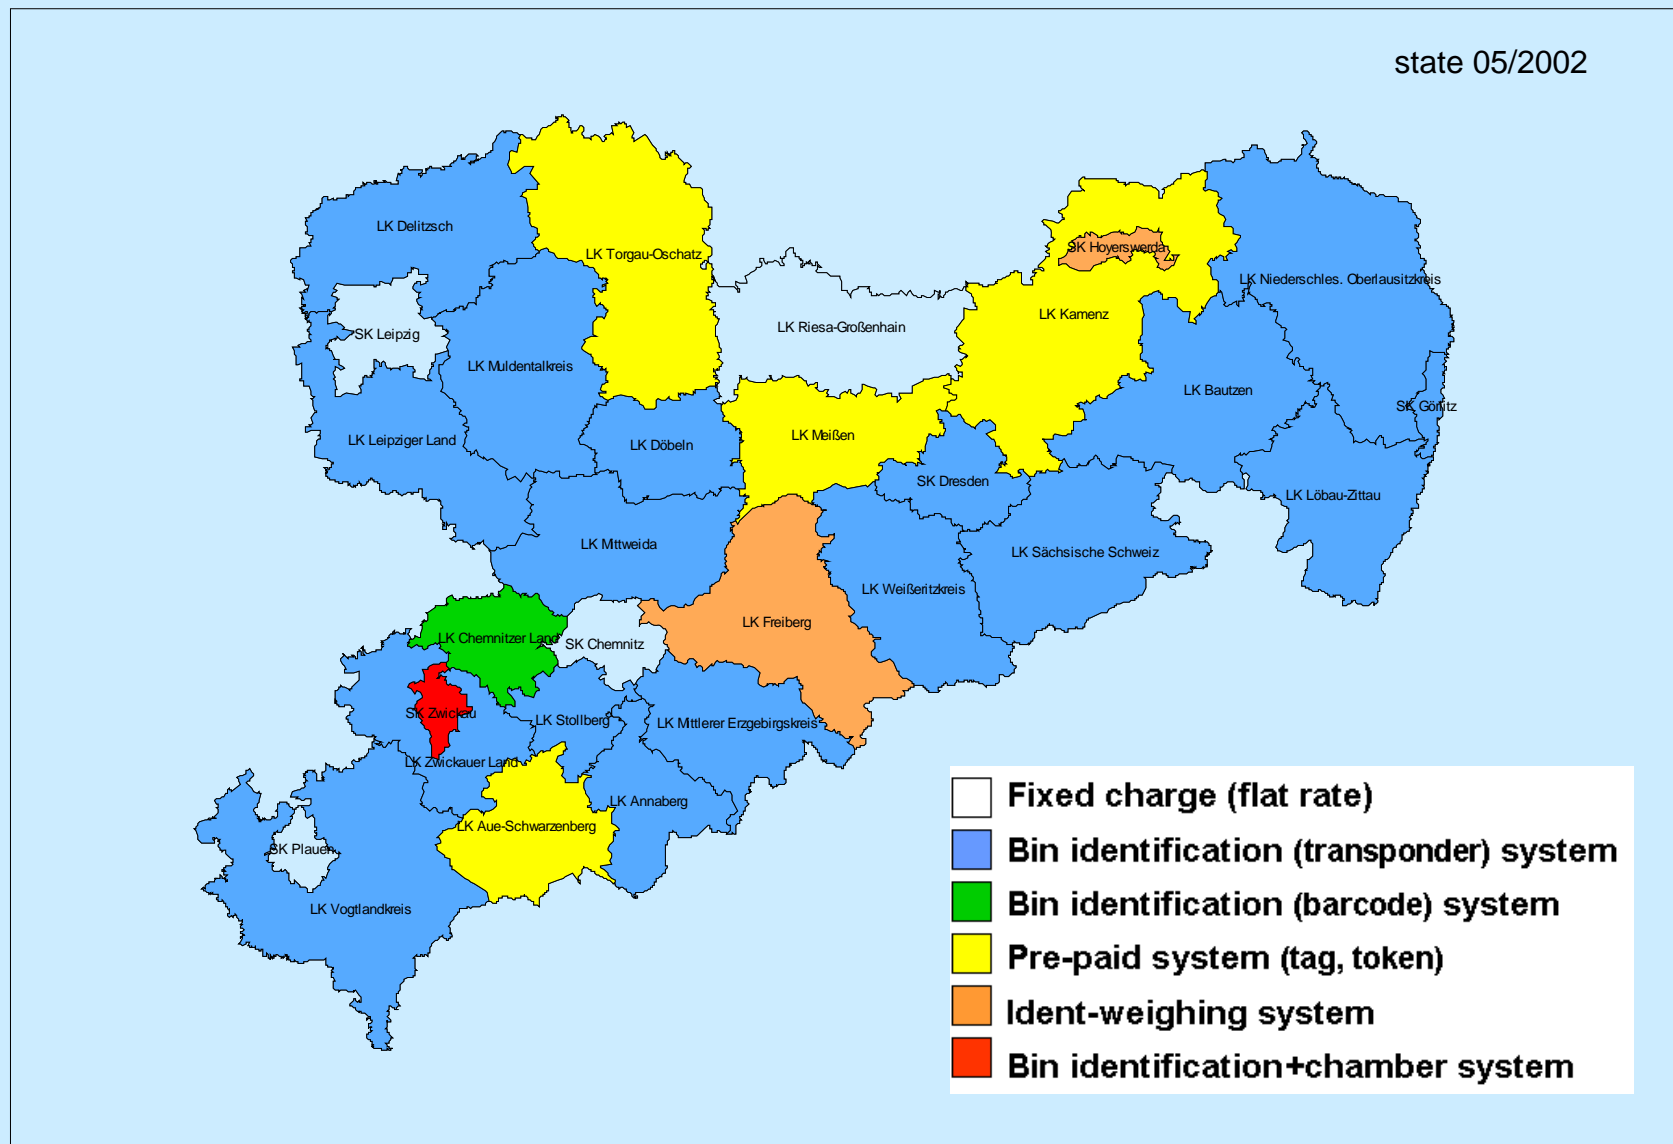 state 05/2002
LK Delitzsch
LK Torgau-Oschatz
SK Hoyerswerda
LK Niederschles. Oberlausitzkreis
LK Kamenz
LK Riesa-Großenhain
SK Leipzig
LK Muldentalkreis
LK Bautzen
SK Görlitz
LK Meißen
LK Leipziger Land
LK Döbeln
SK Dresden
LK Löbau-Zittau
LK Mittweida
LK Sächsische Schweiz
LK Weißeritzkreis
LK Freiberg
LK Chemnitzer Land
SK Chemnitz
SK Zwickau
LK Stollberg
LK Mittlerer Erzgebirgskreis
LK Zwickauer Land
LK Annaberg
LK Aue-Schwarzenberg
SK Plauen
LK Vogtlandkreis
Fixed charge (flat rate)
Bin identification (transponder) system
Bin identification (barcode) system
Pre-paid system (tag, token)
Ident-weighing system
Bin identification+chamber system